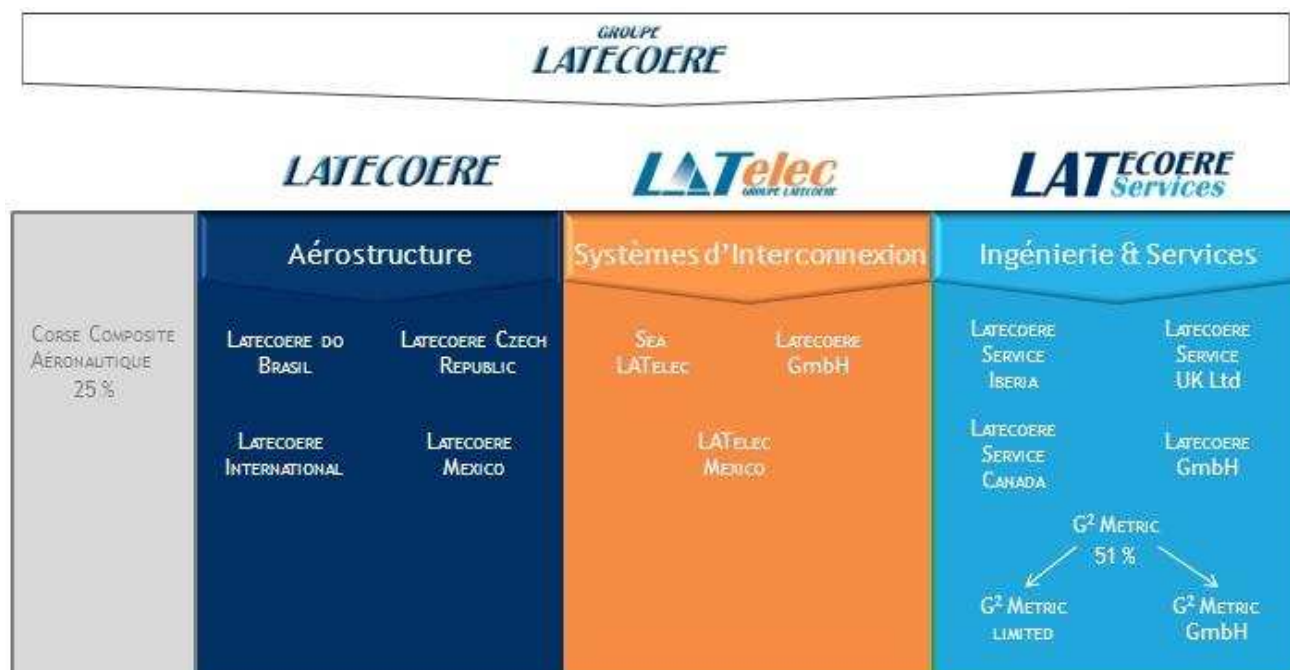 GROUPE
LATECOERE
LATECOERE
LATelec
GROUPE LATECOERE
LATECOERE
Services
Aérostructure
Systèmes d'Interconnexion
Ingénierie & Services
CORSE COMPOSITE
AÉRONAUTIQUE
25 %
LATECOERE DO
BRASIL
LATECOERE CZECH
REPUBLIC
LATECOERE
INTERNATIONAL
LATECOERE
MEXICO
SEA
LATELEC
LATECOERE
GmbH
LATELEC
MEXICO
LATECOERE
SERVICE
IBERIA
LATECOERE
SERVICE
UK Ltd
LATECOERE
SERVICE
CANADA
LATECOERE
GmbH
G² METRIC
51 %
G² METRIC
LIMITED
G² METRIC
GmbH